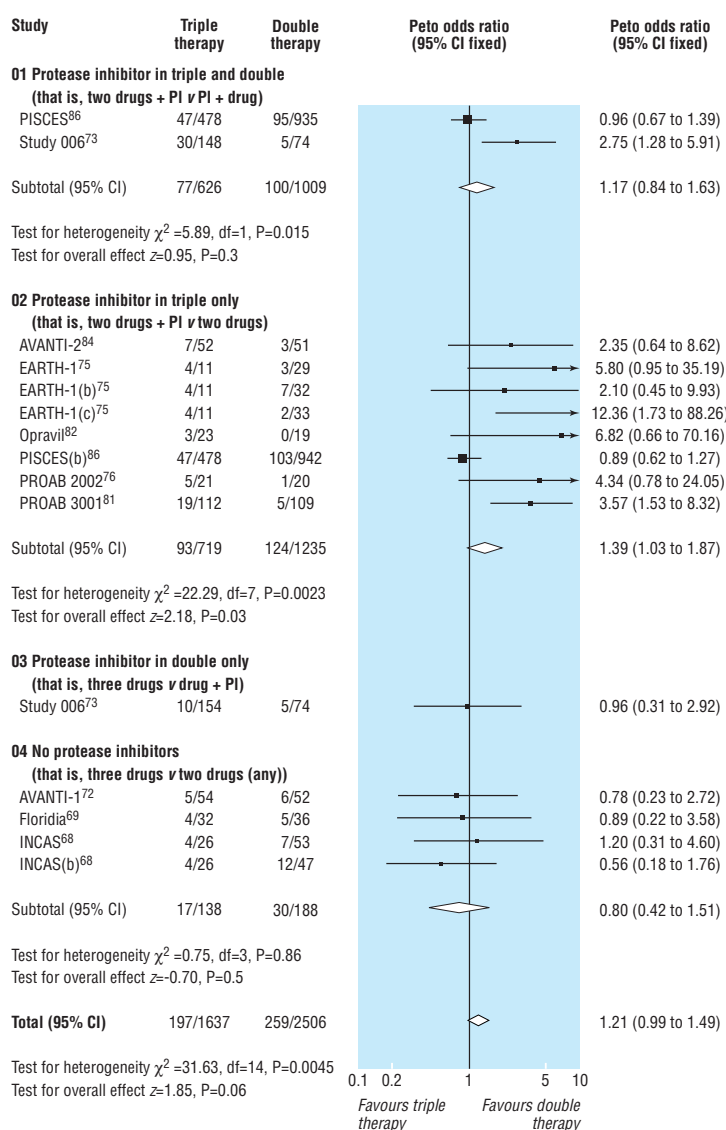 Study Triple therapy Double therapy Peto odds ratio (95% CI fixed) Peto odds ratio (95% CI fixed)
01 Protease inhibitor in triple and double
(that is, two drugs + PI v PI + drug)
PISCES86 47/478 95/935 0.96 (0.67 to 1.39)
Study 00673 30/148 5/74 2.75 (1.28 to 5.91)
Subtotal (95% CI) 77/626 100/1009 1.17 (0.84 to 1.63)
Test for heterogeneity χ2 =5.89, df=1, P=0.015
Test for overall effect z=0.95, P=0.3
02 Protease inhibitor in triple only
(that is, two drugs + PI v two drugs)
AVANTI-284 7/52 3/51 2.35 (0.64 to 8.62)
EARTH-175 4/11 3/29 5.80 (0.95 to 35.19)
EARTH-1(b)75 4/11 7/32 2.10 (0.45 to 9.93)
EARTH-1(c)75 4/11 2/33 12.36 (1.73 to 88.26)
Opravil82 3/23 0/19 6.82 (0.66 to 70.16)
PISCES(b)86 47/478 103/942 0.89 (0.62 to 1.27)
PROAB 200276 5/21 1/20 4.34 (0.78 to 24.05)
PROAB 300181 19/112 5/109 3.57 (1.53 to 8.32)
Subtotal (95% CI) 93/719 124/1235 1.39 (1.03 to 1.87)
Test for heterogeneity χ2 =22.29, df=7, P=0.0023
Test for overall effect z=2.18, P=0.03
03 Protease inhibitor in double only
(that is, three drugs v drug + PI)
Study 00673 10/154 5/74 0.96 (0.31 to 2.92)
04 No protease inhibitors
(that is, three drugs v two drugs (any))
AVANTI-172 5/54 6/52 0.78 (0.23 to 2.72)
Floridia69 4/32 5/36 0.89 (0.22 to 3.58)
INCAS68 4/26 7/53 1.20 (0.31 to 4.60)
INCAS(b)68 4/26 12/47 0.56 (0.18 to 1.76)
Subtotal (95% CI) 17/138 30/188 0.80 (0.42 to 1.51)
Test for heterogeneity χ2 =0.75, df=3, P=0.86
Test for overall effect z=-0.70, P=0.5
Total (95% CI) 197/1637 259/2506 1.21 (0.99 to 1.49)
Test for heterogeneity χ2 =31.63, df=14, P=0.0045
Test for overall effect z=1.85, P=0.06
0.1 0.2 1 5 10
Favours triple therapy Favours double therapy